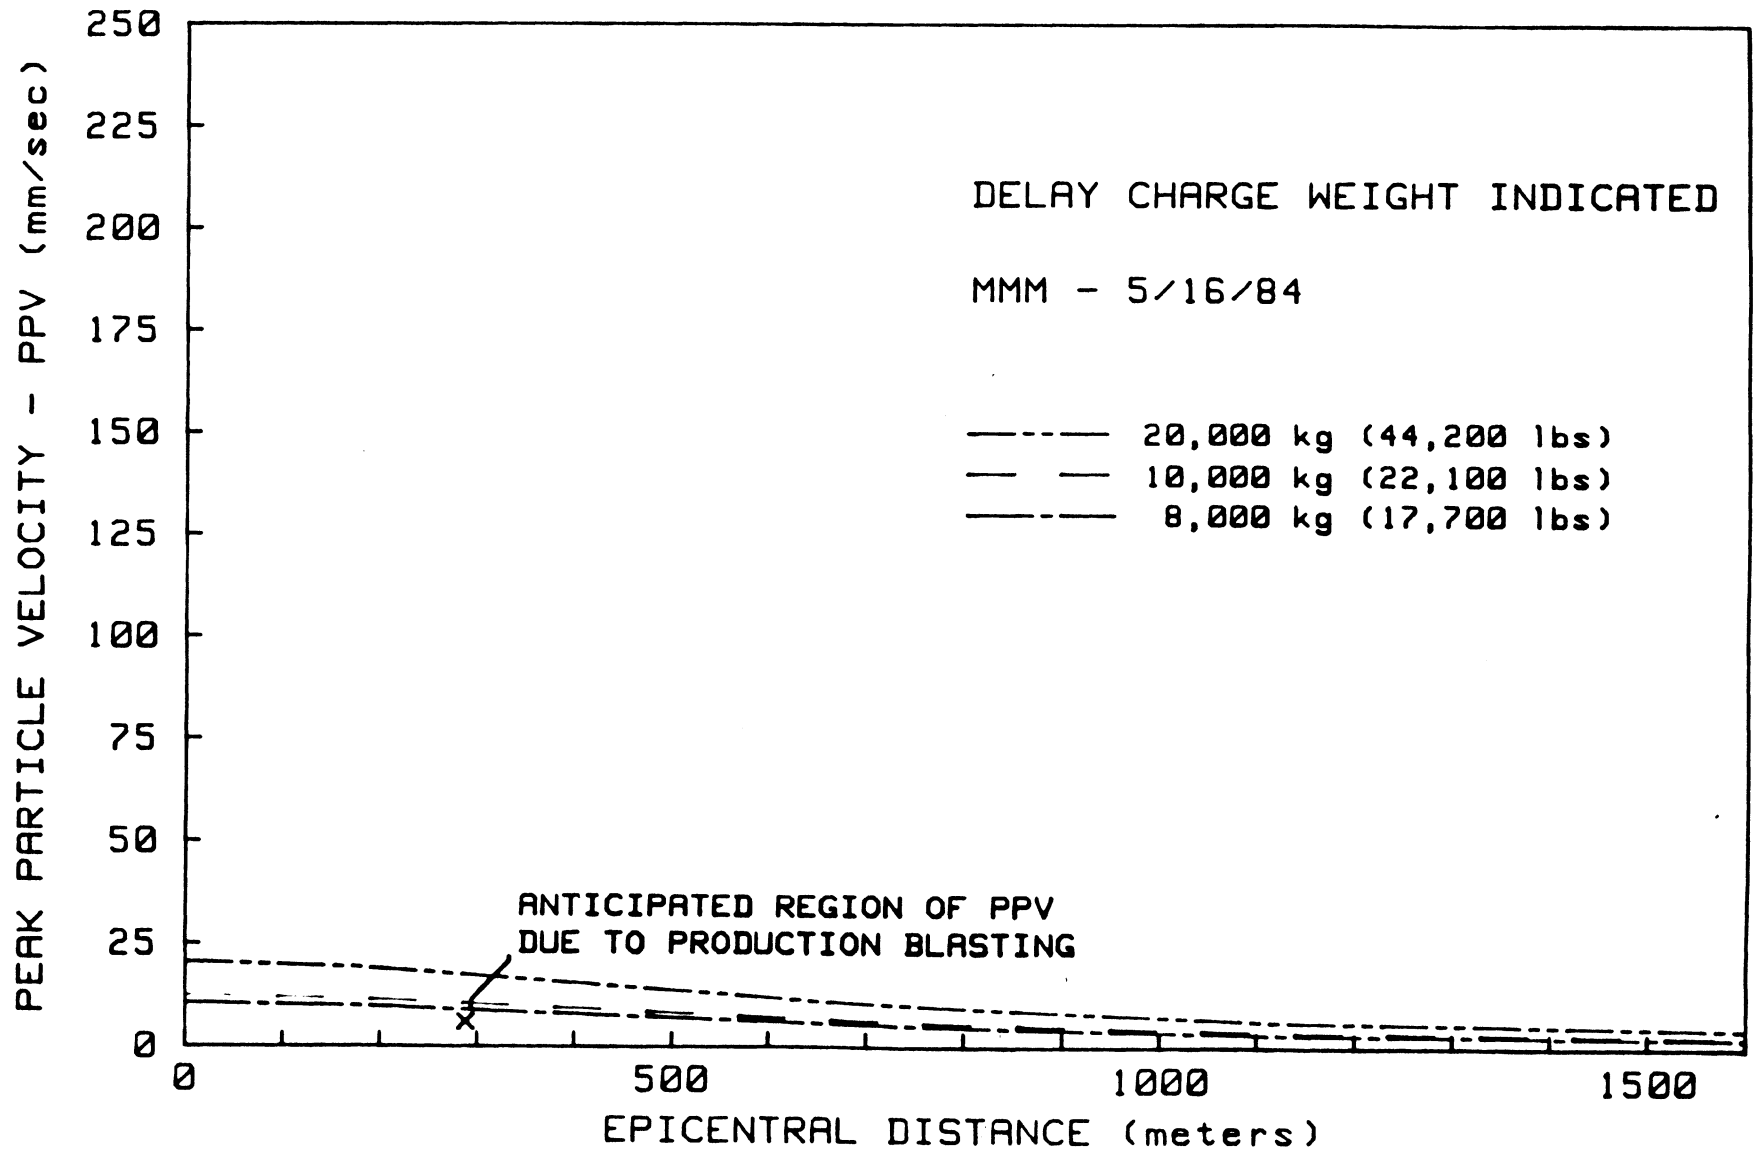 PEAK PARTICLE VELOCITY - PPV (mm/sec)
250
225
200
175
150
125
100
75
50
25
0
DELAY CHARGE WEIGHT INDICATED
MMM - 5/16/84
20,000 kg (44,200 lbs)
10,000 kg (22,100 lbs)
8,000 kg (17,700 lbs)
ANTICIPATED REGION OF PPV
DUE TO PRODUCTION BLASTING
0 500 1000 1500
EPICENTRAL DISTANCE (meters)